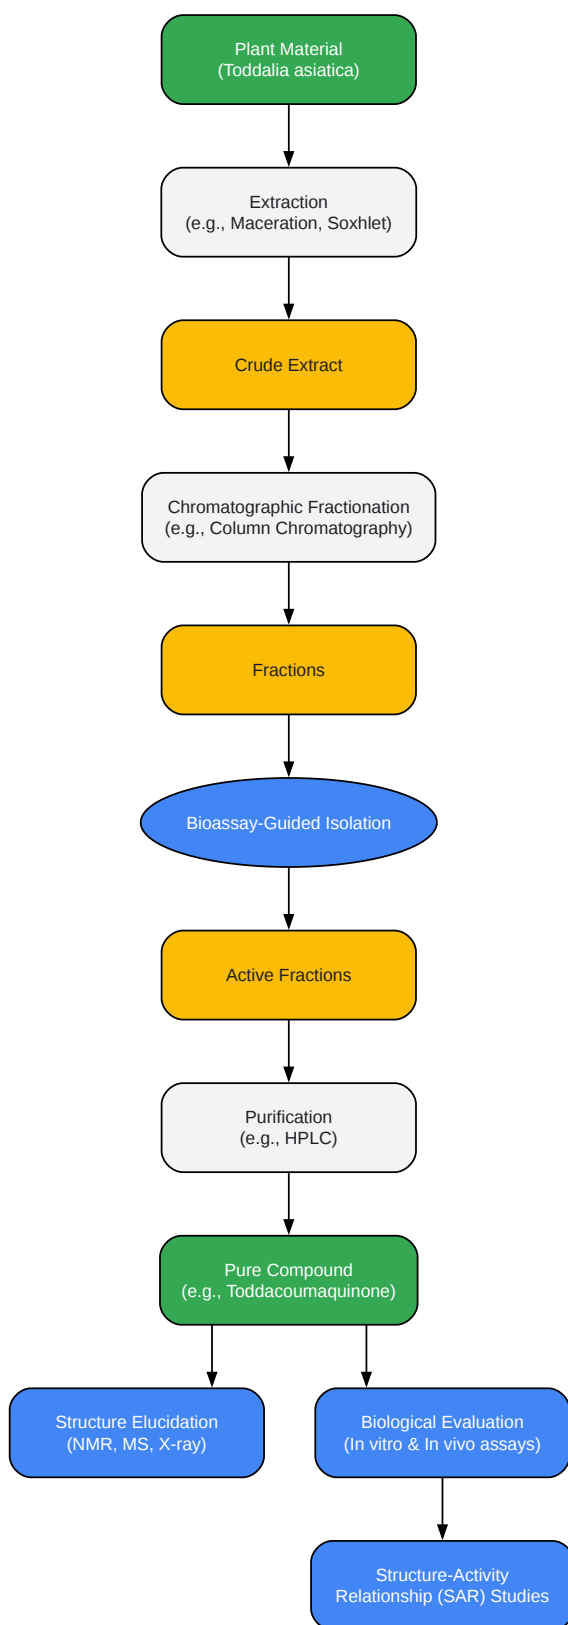 Plant Material
(Toddalia asiatica)
Extraction
(e.g., Maceration, Soxhlet)
Crude Extract
Chromatographic Fractionation
(e.g., Column Chromatography)
Fractions
Bioassay-Guided Isolation
Active Fractions
Purification
(e.g., HPLC)
Pure Compound
(e.g., Toddacoumaquinone)
Structure Elucidation
(NMR, MS, X-ray)
Biological Evaluation
(In vitro & In vivo assays)
Structure-Activity
Relationship (SAR) Studies